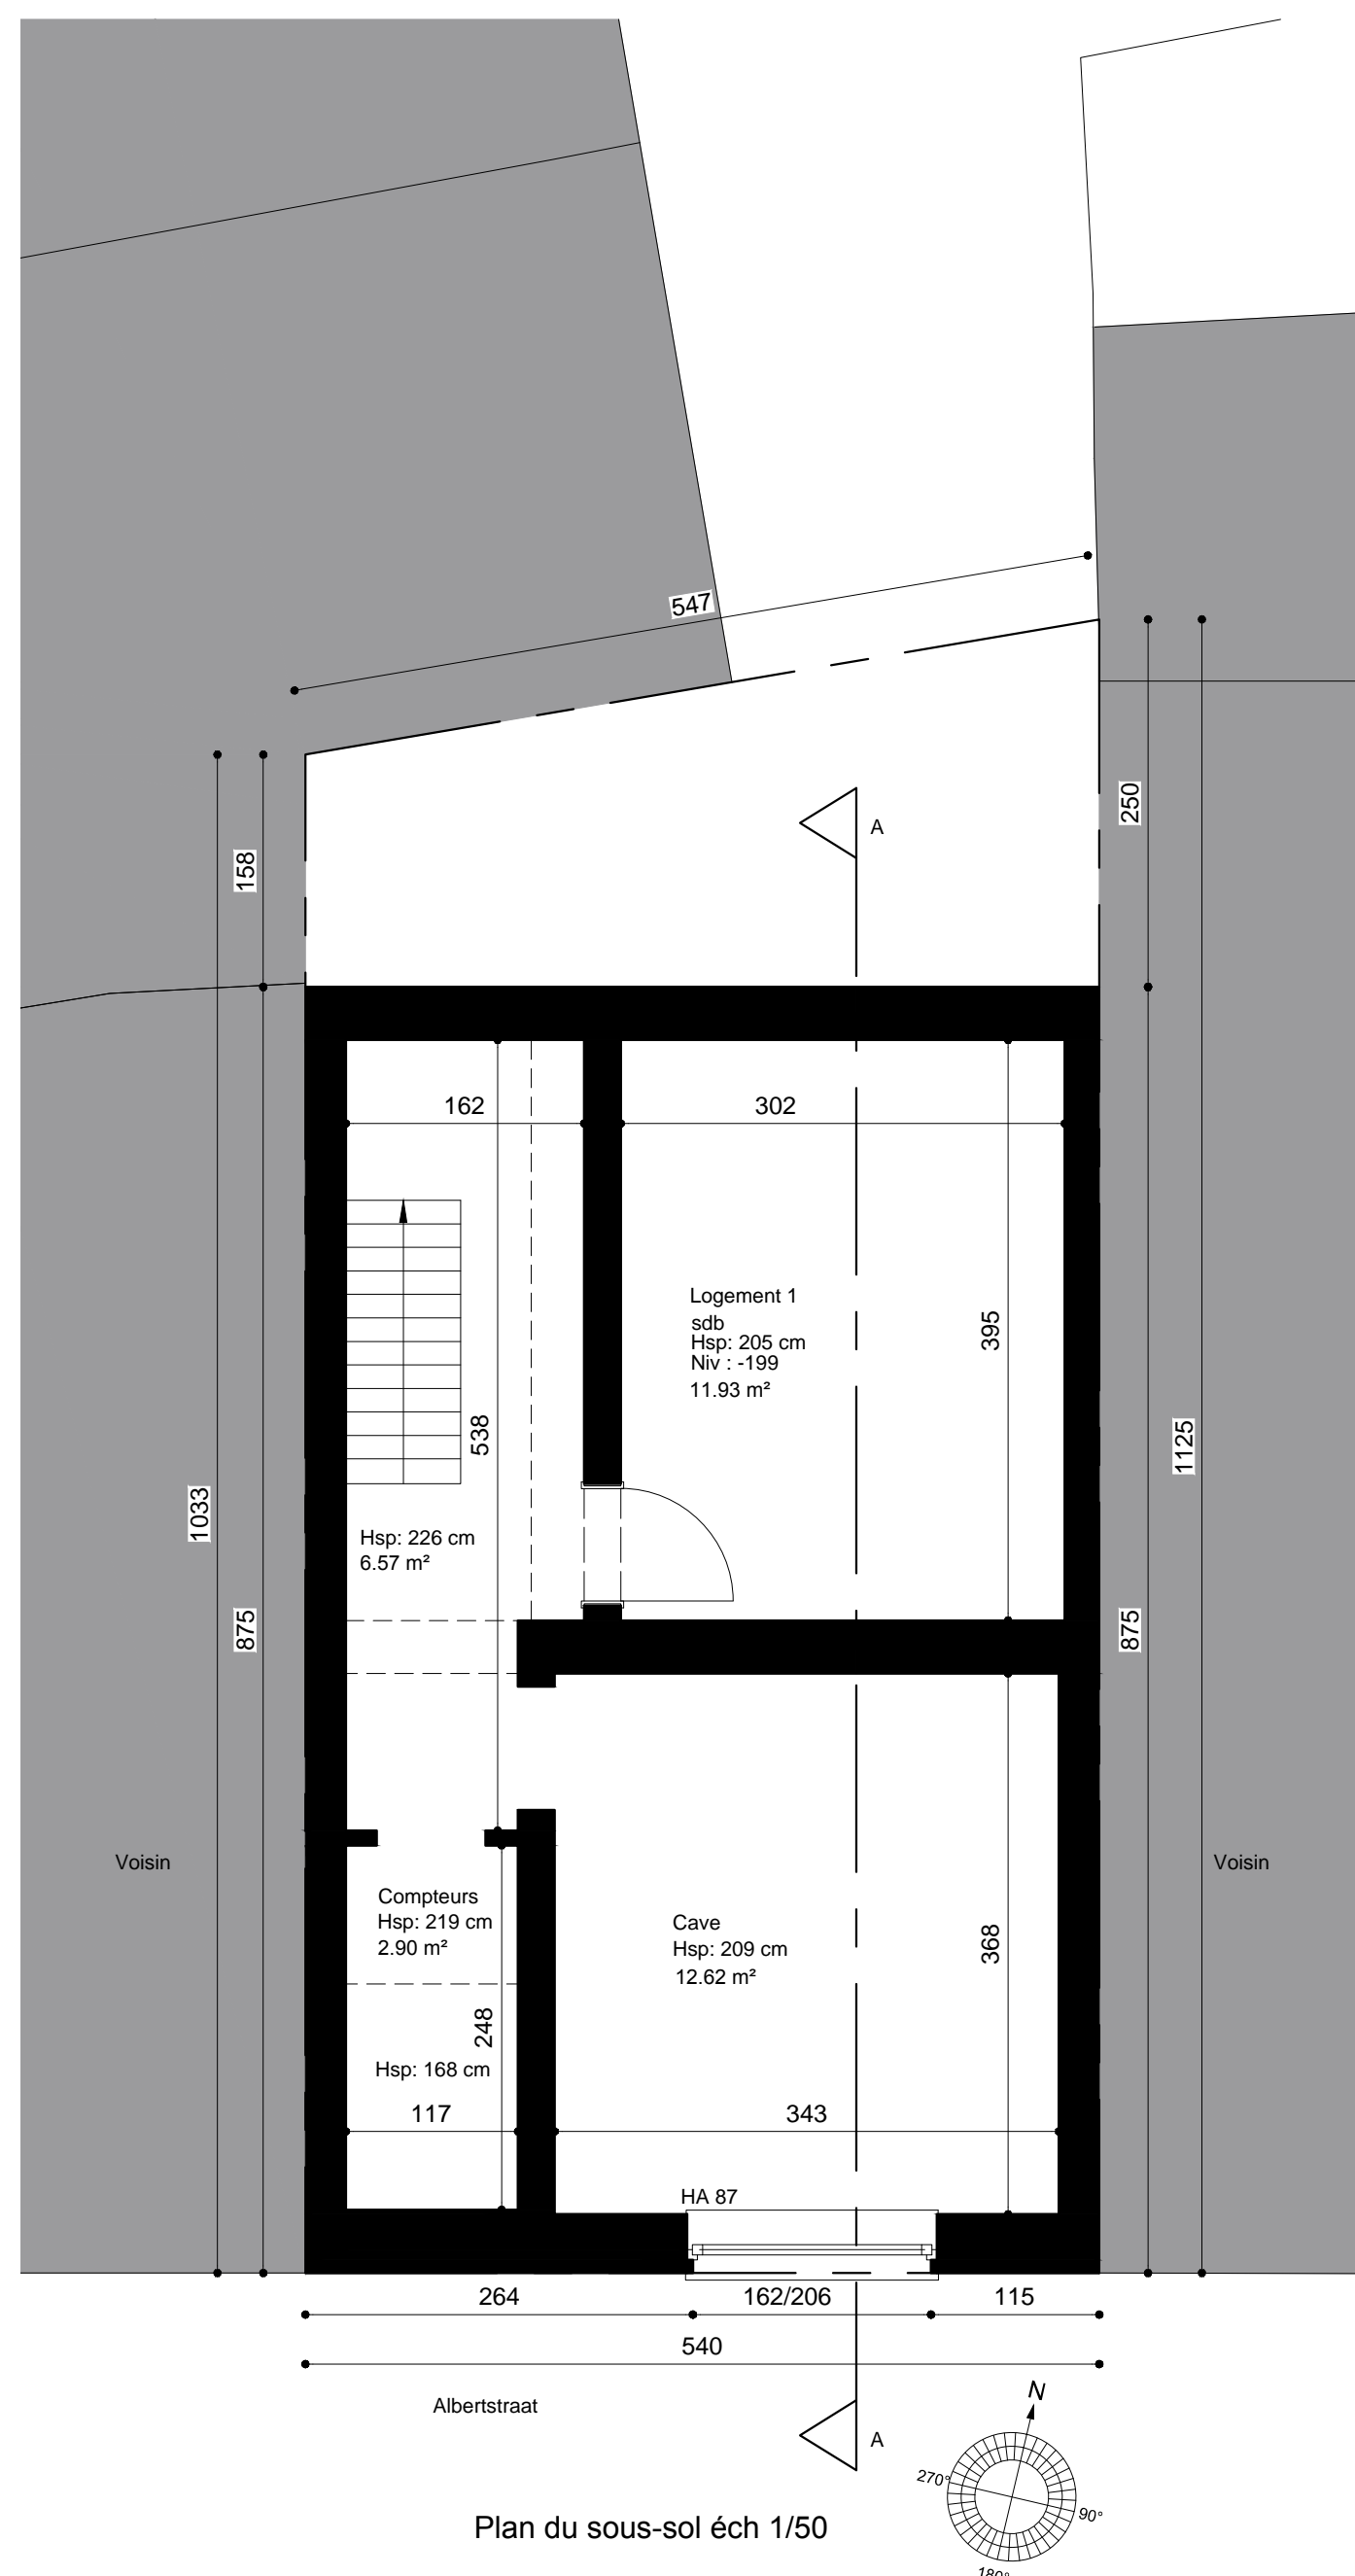 547
250
A
158
162
302
Logement 1
sdb
Hsp: 205 cm
Niv : -199
11.93 m²
395
538
1125
1033
Hsp: 226 cm
6.57 m²
875
875
Voisin
Voisin
Compteurs
Hsp: 219 cm
2.90 m²
Cave
Hsp: 209 cm
12.62 m²
368
248
Hsp: 168 cm
117
343
HA 87
264
162/206
115
540
Albertstraat
N
A
270°
90°
Plan du sous-sol éch 1/50
180°